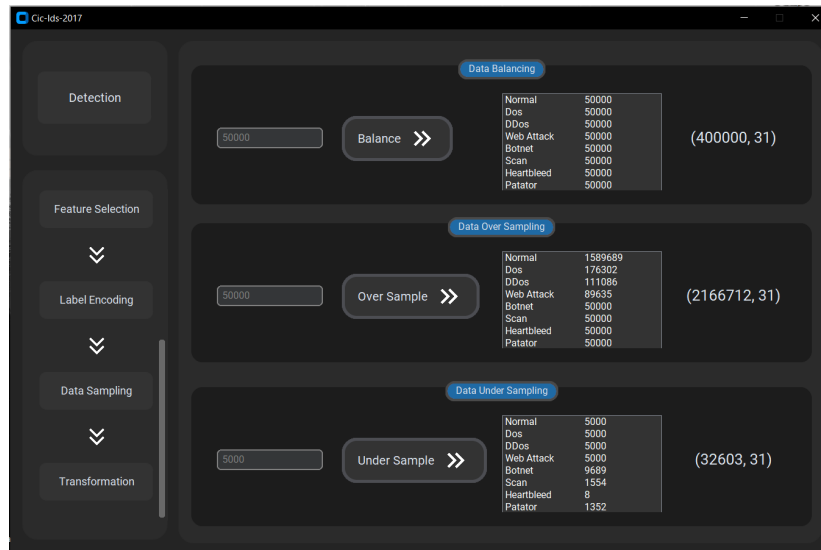 Cic-Ids-2017
Detection
Feature Selection
Label Encoding
Data Sampling
Transformation
Data Balancing
50000
Balance
Normal 50000
Dos 50000
DDos 50000
Web Attack 50000
Botnet 50000
Scan 50000
Heartbleed 50000
Patator 50000
(400000, 31)
Data Over Sampling
50000
Over Sample
Normal 1589689
Dos 176302
DDos 111086
Web Attack 89635
Botnet 50000
Scan 50000
Heartbleed 50000
Patator 50000
(2166712, 31)
Data Under Sampling
5000
Under Sample
Normal 5000
Dos 5000
DDos 5000
Web Attack 5000
Botnet 9689
Scan 1554
Heartbleed 8
Patator 1352
(32603, 31)